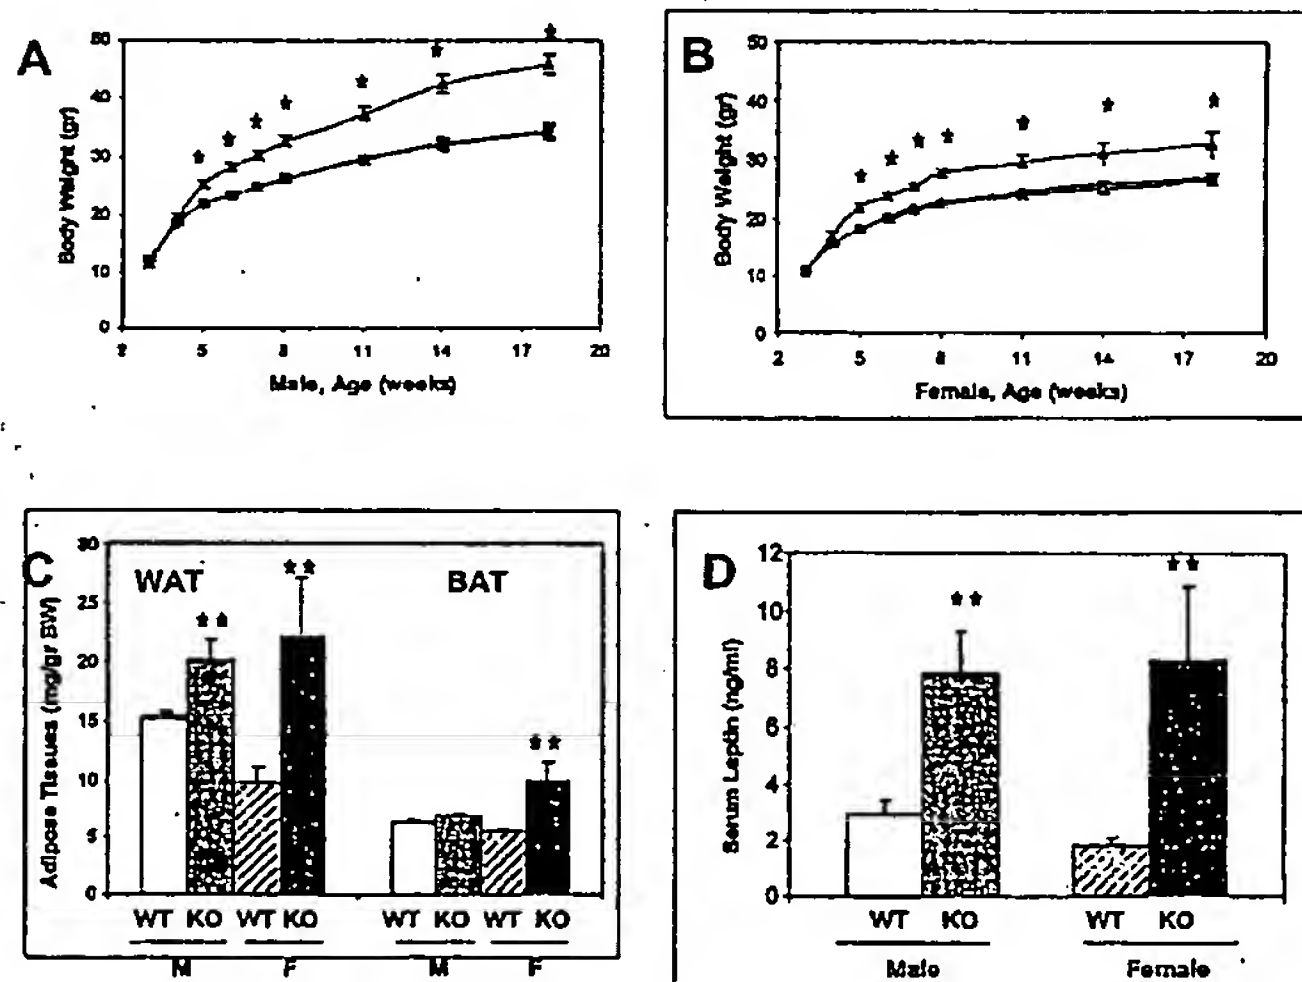 A
Body Weight (gr)
50
40
30
20
10
0
2 5 8 11 14 17 20
Male, Age (weeks)
B
Body Weight (gr)
50
40
30
20
10
0
2 5 8 11 14 17 20
Female, Age (weeks)
C
WAT BAT
Adipose Tissues (mg/gr BW)
30
25
20
15
10
5
0
WT KO WT KO WT KO WT KO
M F M F
D
Serum Leptin (ng/ml)
12
10
8
6
4
2
0
WT KO WT KO
Male Female